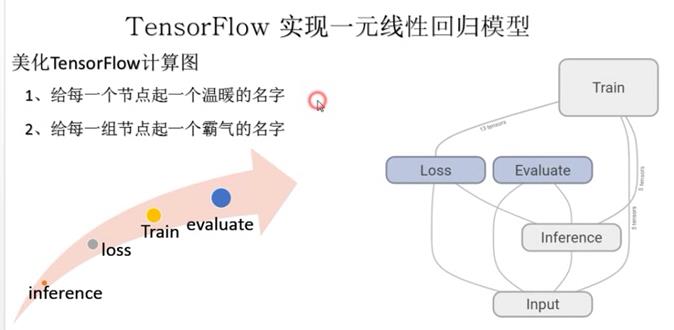 TensorFlow 实现一元线性回归模型
美化TensorFlow计算图
1、给每一个节点起一个温暖的名字
2、给每一组节点起一个霸气的名字
inference
loss
Train
evaluate
Train
13 tensors
Loss
Evaluate
5 tensors
5 tensors
Inference
Input